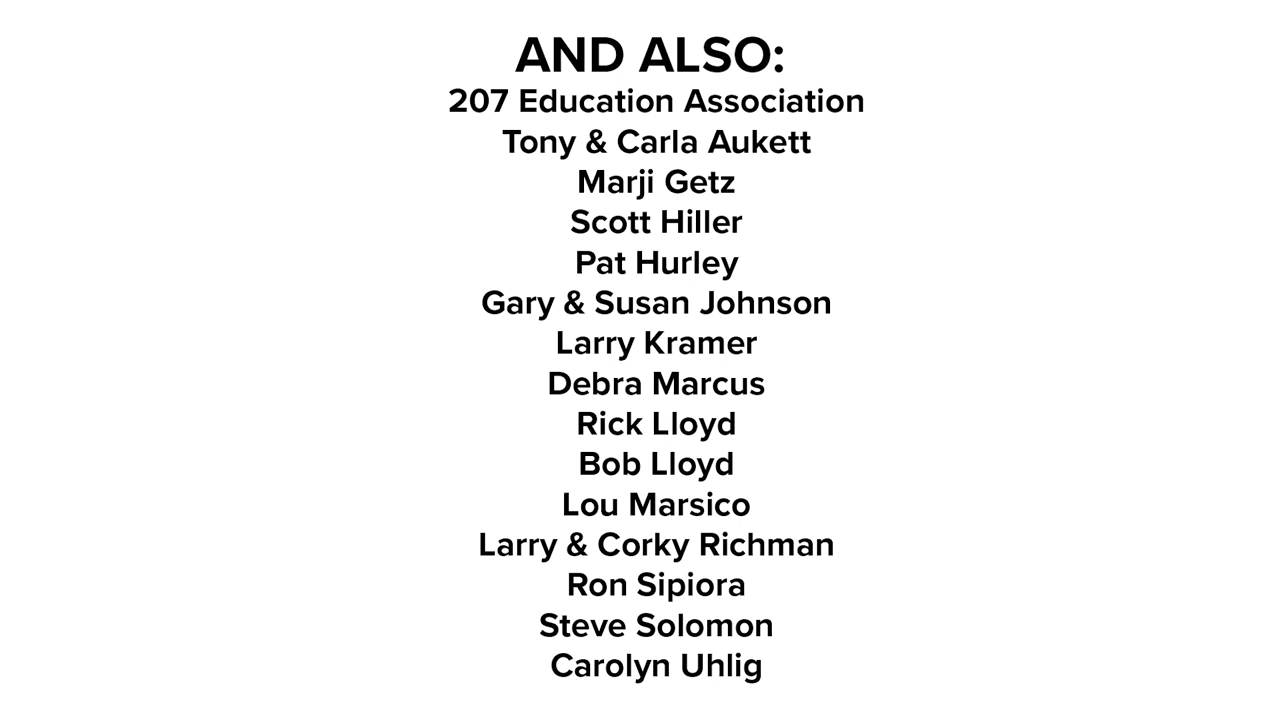 AND ALSO:
207 Education Association
Tony & Carla Aukett
Marji Getz
Scott Hiller
Pat Hurley
Gary & Susan Johnson
Larry Kramer
Debra Marcus
Rick Lloyd
Bob Lloyd
Lou Marsico
Larry & Corky Richman
Ron Sipiora
Steve Solomon
Carolyn Uhlig